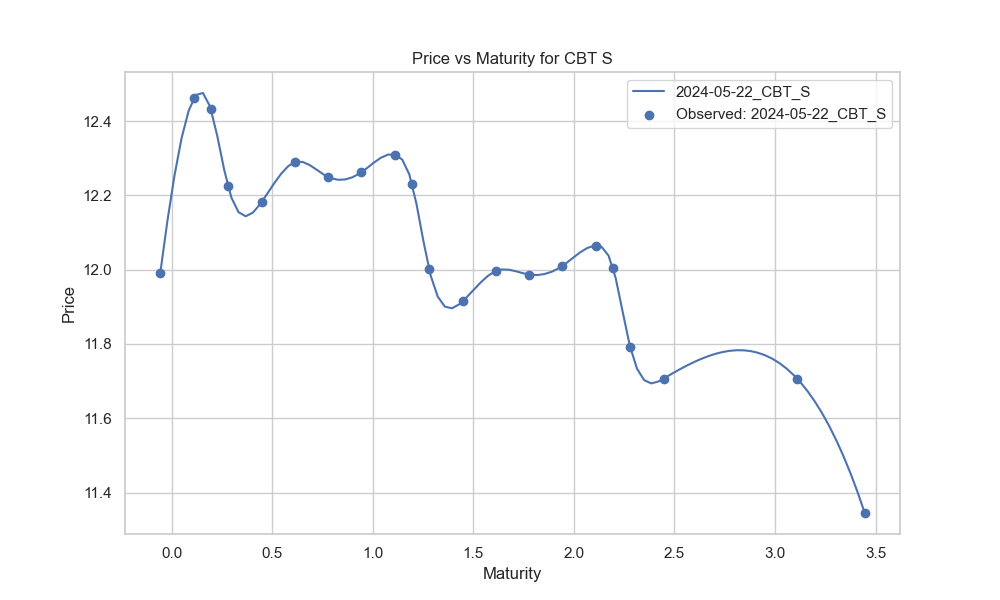 Price vs Maturity for CBT S
2024-05-22_CBT_S
Observed: 2024-05-22_CBT_S
Price
12.4
12.2
12.0
11.8
11.6
11.4
0.0 0.5 1.0 1.5 2.0 2.5 3.0 3.5
Maturity